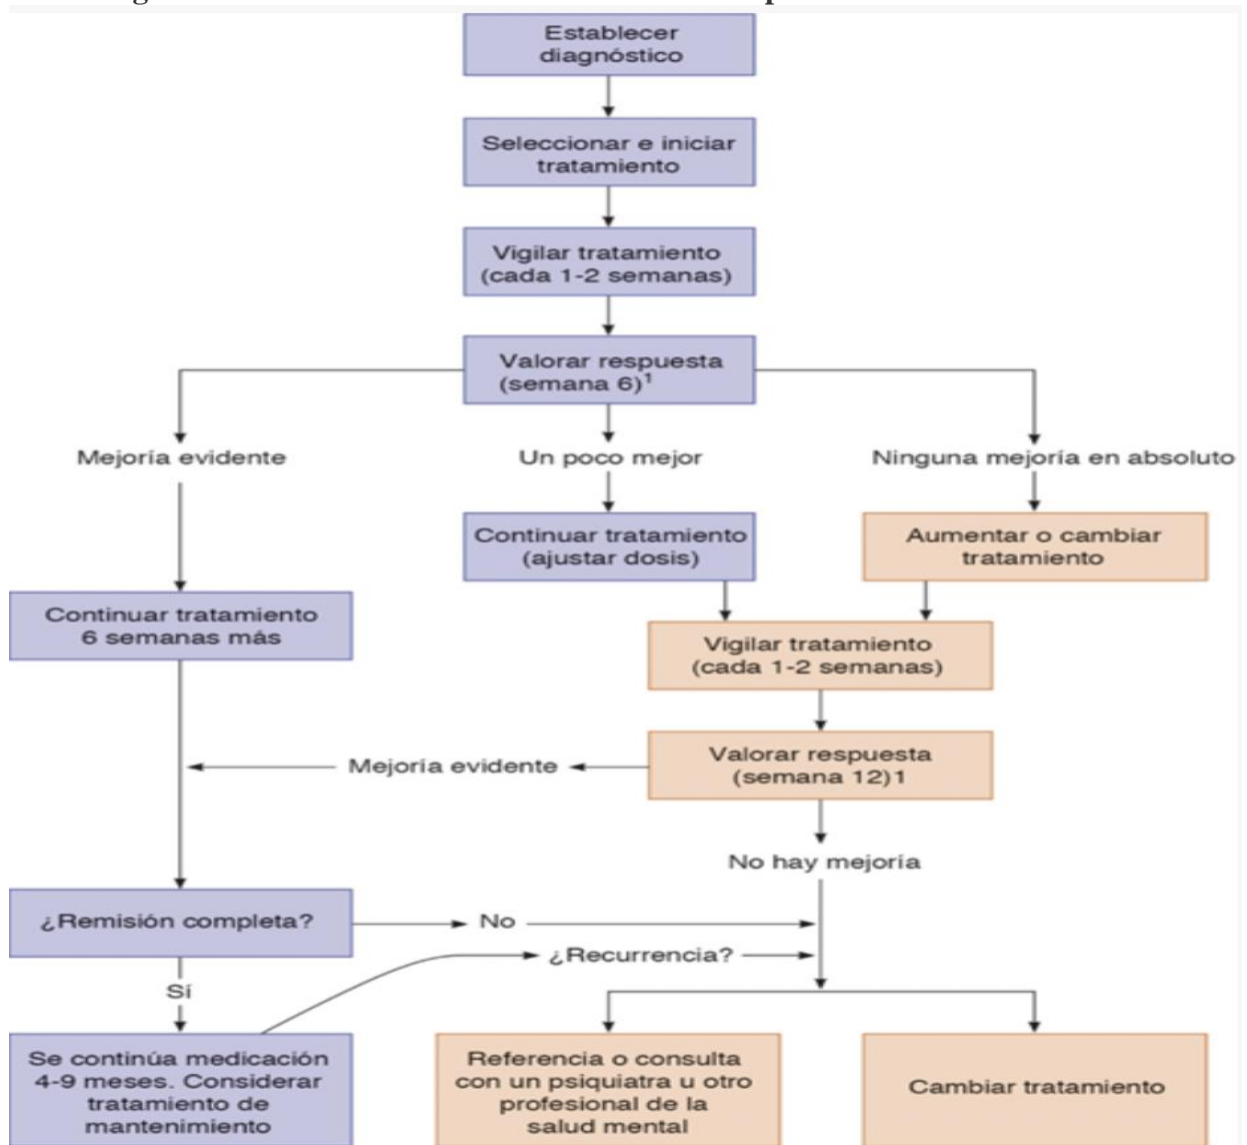 Establecer
diagnóstico
Seleccionar e iniciar
tratamiento
Vigilar tratamiento
(cada 1-2 semanas)
Valorar respuesta
(semana 6)¹
Mejoría evidente
Un poco mejor
Ninguna mejoría en absoluto
Continuar tratamiento
(ajustar dosis)
Aumentar o cambiar
tratamiento
Continuar tratamiento
6 semanas más
Vigilar tratamiento
(cada 1-2 semanas)
Valorar respuesta
(semana 12)1
Mejoría evidente
No hay mejoría
¿Remisión completa?
No
¿Recurrencia?
Sí
Se continúa medicación
4-9 meses. Considerar
tratamiento de
mantenimiento
Referencia o consulta
con un psiquiatra u otro
profesional de la
salud mental
Cambiar tratamiento